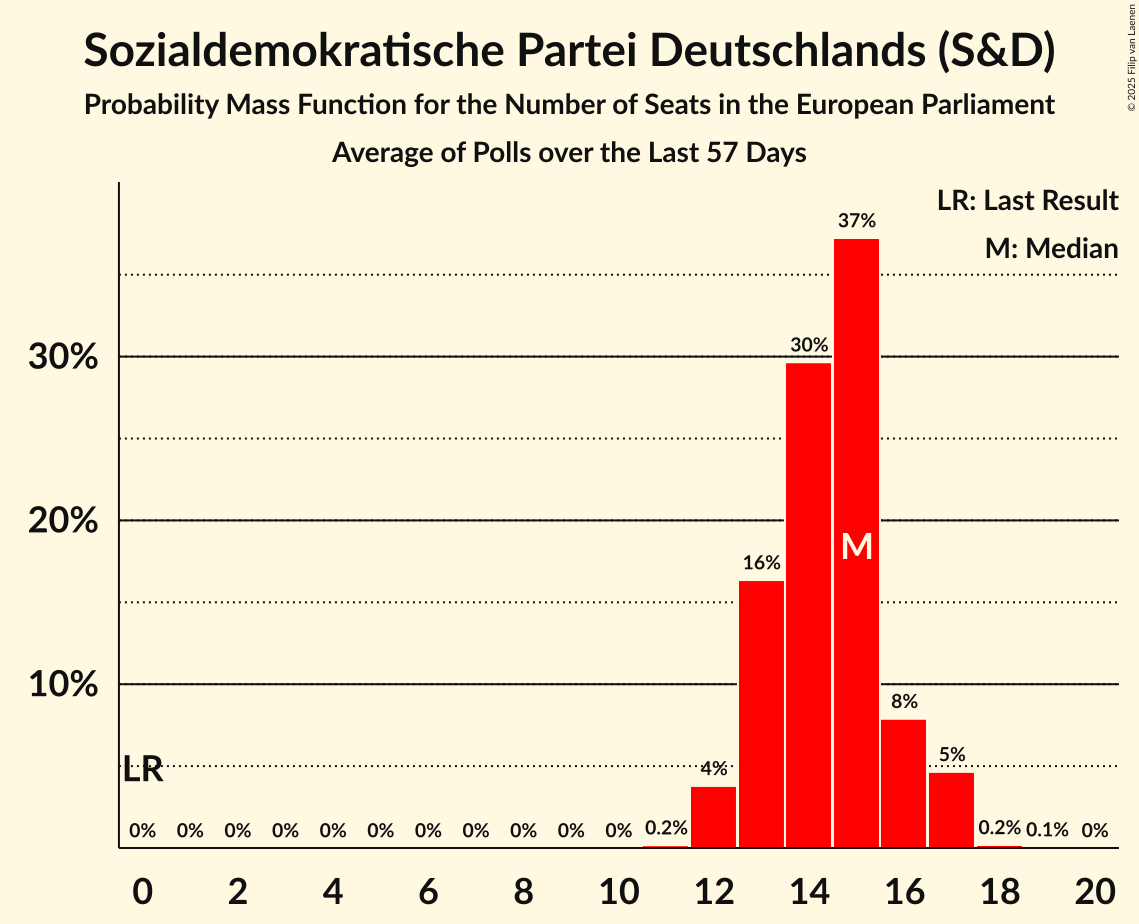 Sozialdemokratische Partei Deutschlands (S&D)
Probability Mass Function for the Number of Seats in the European Parliament
Average of Polls over the Last 57 Days
© 2025 Filip van Laenen
LR: Last Result
M: Median
37%
30%
30%
20%
M
16%
10%
8%
5%
4%
LR
0% 0% 0% 0% 0% 0% 0% 0% 0% 0% 0% 0.2% 0.2% 0.1% 0%
0 2 4 6 8 10 12 14 16 18 20